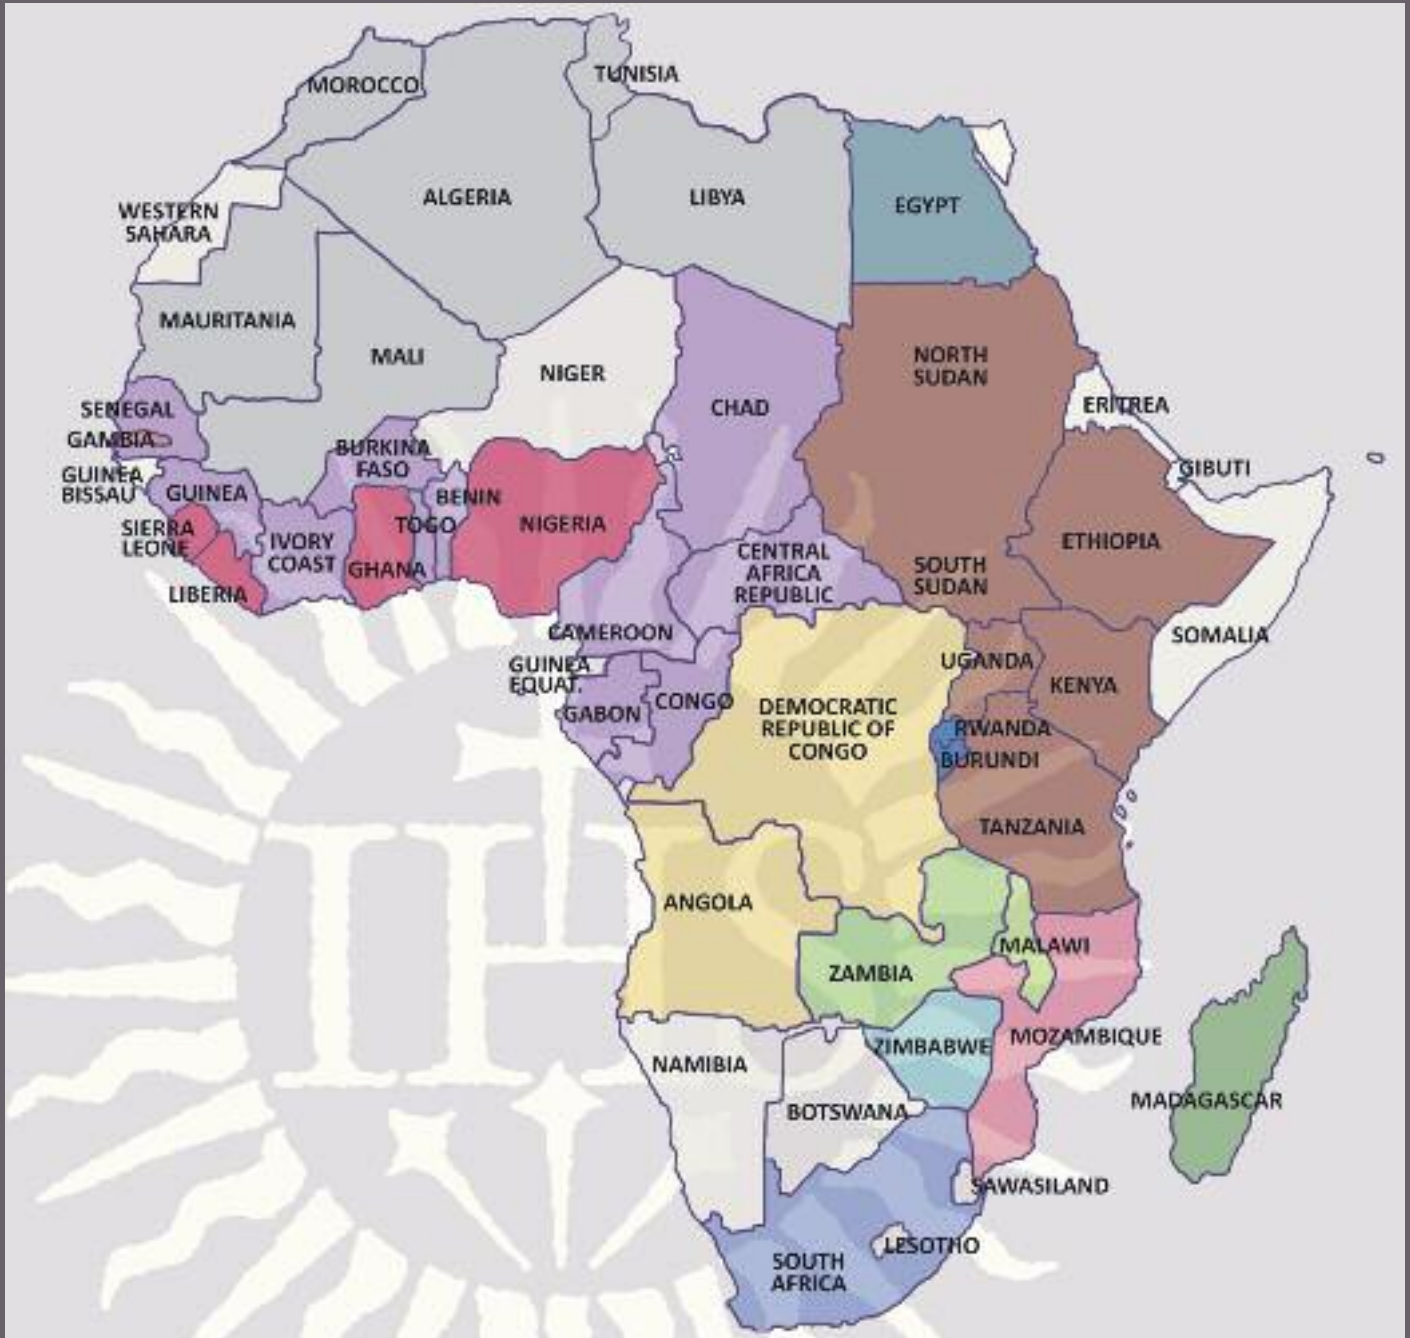 MOROCCO
TUNISIA
ALGERIA
LIBYA
EGYPT
WESTERN
SAHARA
MAURITANIA
MALI
NIGER
CHAD
NORTH
SUDAN
ERITREA
SENEGAL
GAMBIA
GUINEA
BISSAU
GUINEA
BURKINA
FASO
BENIN
TOGO
NIGERIA
GIBUTI
SIERRA
LEONE
IVORY
COAST
GHANA
LIBERIA
CENTRAL
AFRICA
REPUBLIC
SOUTH
SUDAN
ETHIOPIA
SOMALIA
CAMEROON
GUINEA
EQUAT.
GABON
CONGO
DEMOCRATIC
REPUBLIC OF
CONGO
UGANDA
KENYA
RWANDA
BURUNDI
TANZANIA
ANGOLA
ZAMBIA
MALAWI
MOZAMBIQUE
ZIMBABWE
NAMIBIA
BOTSWANA
MADAGASCAR
SAWASILAND
LESOTHO
SOUTH
AFRICA
IHS